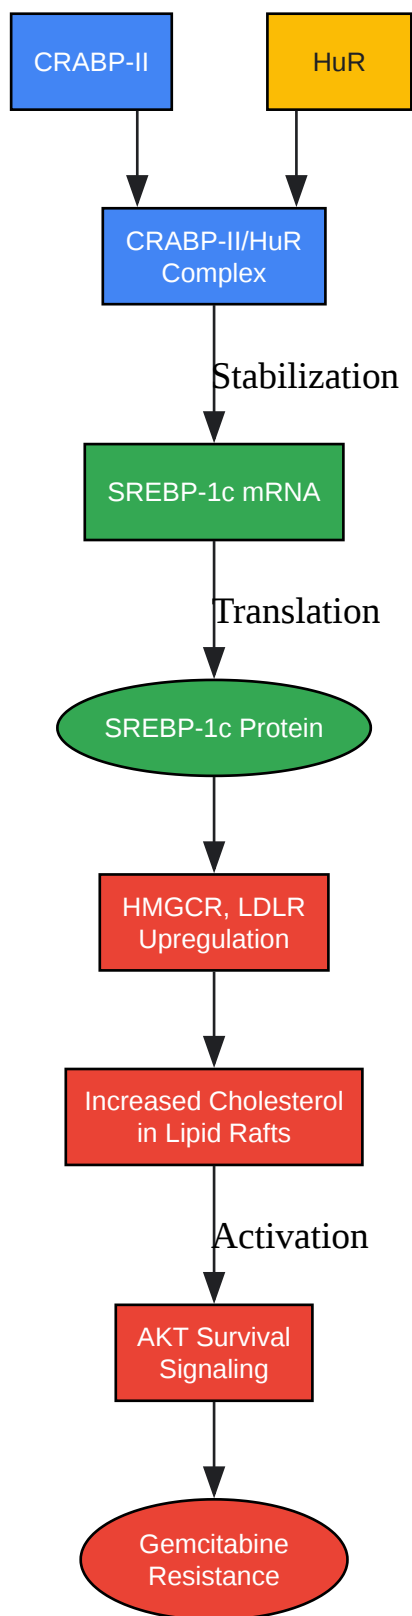 CRABP-II
HuR
CRABP-II/HuR
Complex
Stabilization
SREBP-1c mRNA
Translation
SREBP-1c Protein
HMGCR, LDLR
Upregulation
Increased Cholesterol
in Lipid Rafts
Activation
AKT Survival
Signaling
Gemcitabine
Resistance